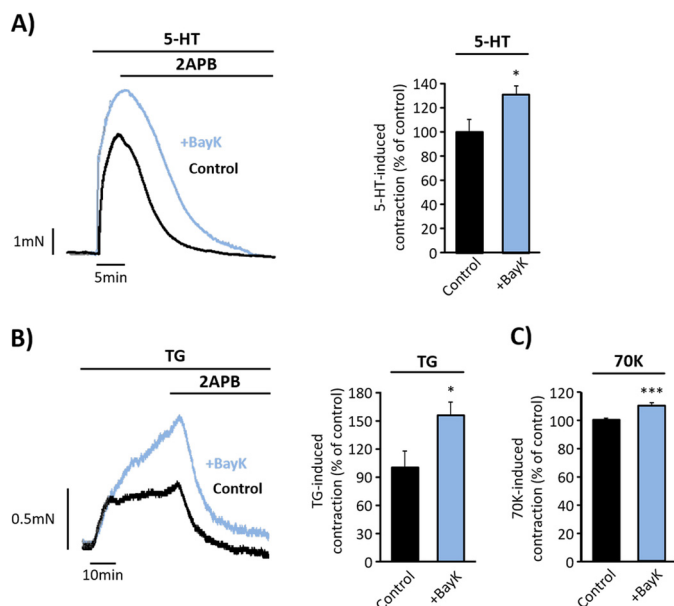 A)
5-HT
2APB
+BayK
Control
1mN
5min
5-HT
5-HT-induced
contraction (% of control)
140
120
100
80
60
40
20
0
*
Control
+BayK
B)
TG
2APB
+BayK
Control
0.5mN
10min
TG
TG-induced
contraction (% of control)
180
150
120
90
60
30
0
*
Control
+BayK
C)
70K
70K-induced
contraction (% of control)
120
100
80
60
40
20
0
***
Control
+BayK